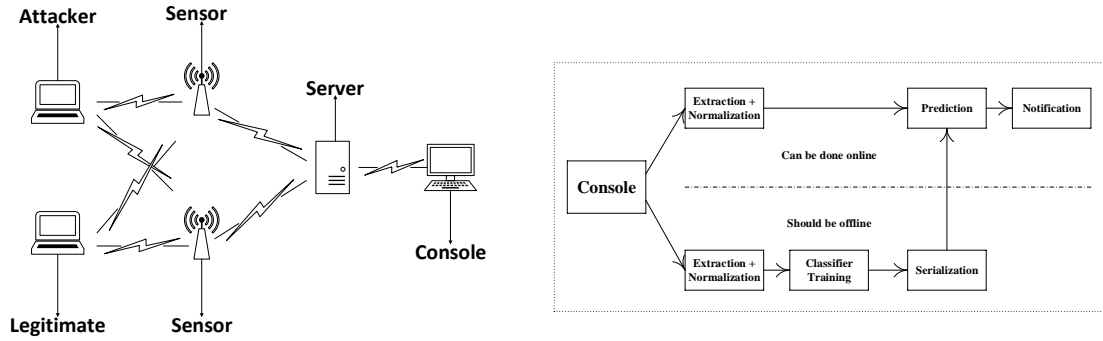 Attacker
Sensor
Server
Console
Legitimate
Sensor
Extraction +
Normalization
Prediction
Notification
Can be done online
Console
Should be offline
Extraction +
Normalization
Classifier
Training
Serialization